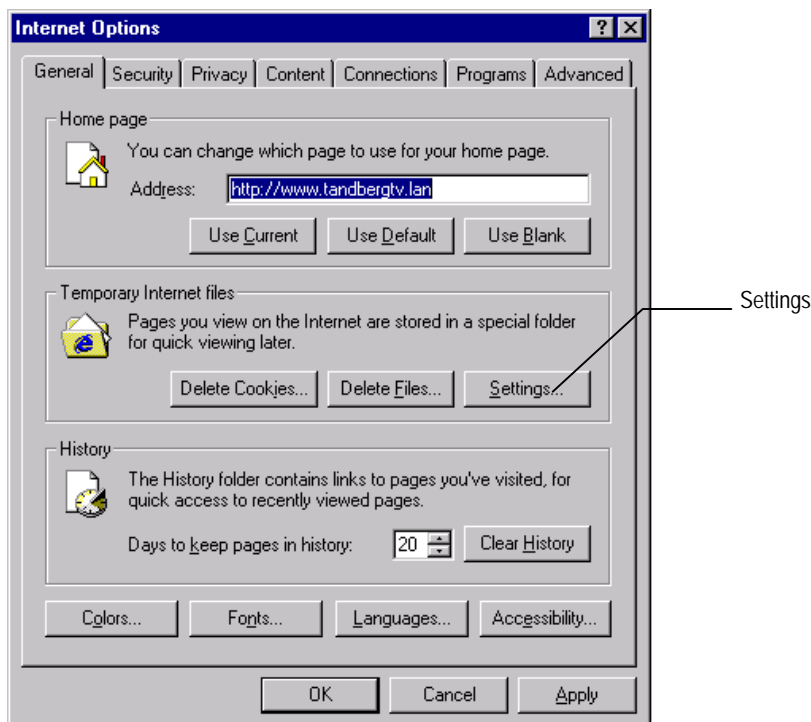 Internet Options
General Security Privacy Content Connections Programs Advanced
Home page
You can change which page to use for your home page.
Address: http://www.tandbergtv.lan
Use Current Use Default Use Blank
Temporary Internet files
Pages you view on the Internet are stored in a special folder
for quick viewing later.
Delete Cookies... Delete Files... Settings...
Settings
History
The History folder contains links to pages you've visited, for
quick access to recently viewed pages.
Days to keep pages in history: 20 Clear History
Colors... Fonts... Languages... Accessibility...
OK Cancel Apply